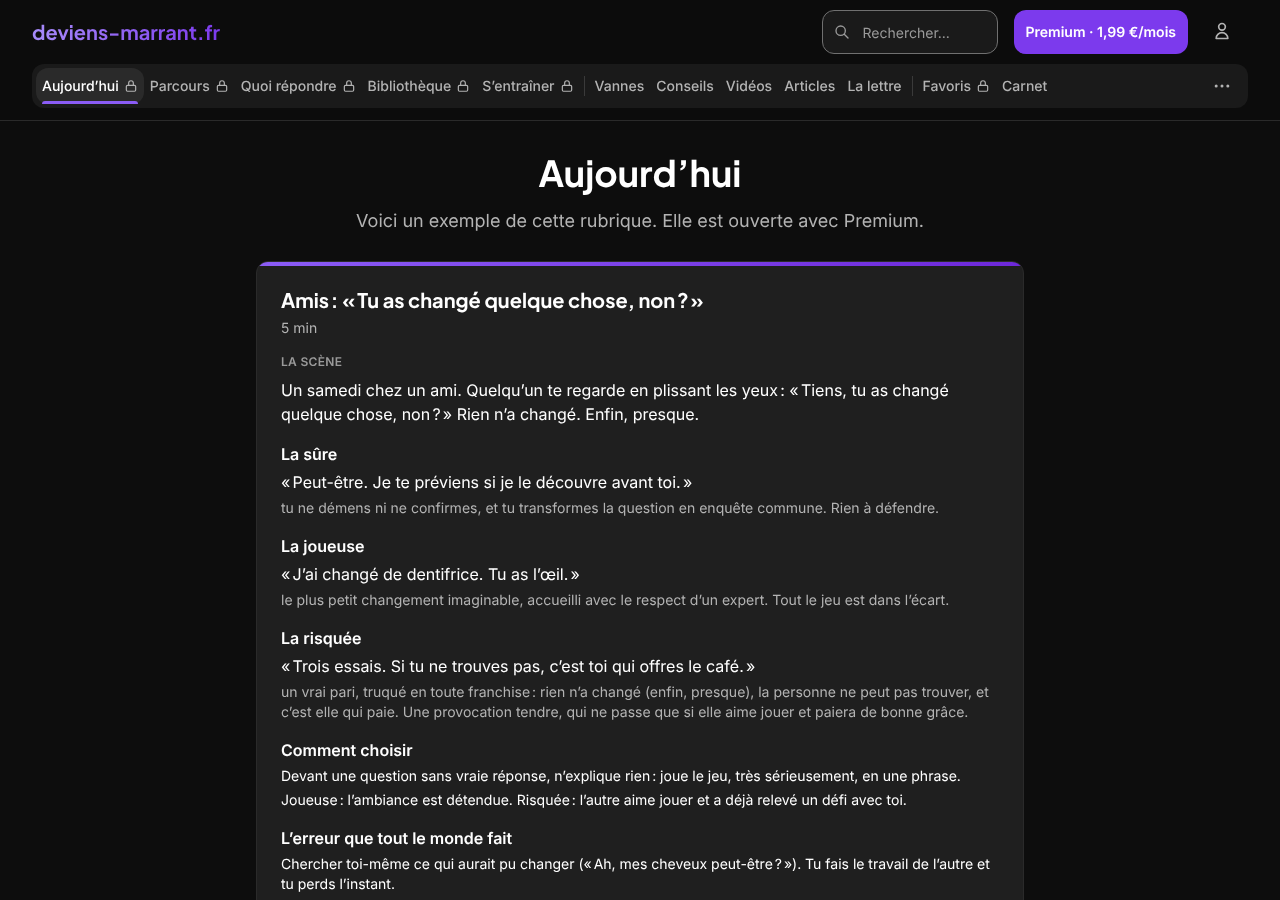 deviens-marrant.fr
Rechercher...
Premium · 1,99 €/mois
Aujourd’hui Parcours Quoi répondre Bibliothèque S’entraîner Vannes Conseils Vidéos Articles La lettre Favoris Carnet
Aujourd’hui
Voici un exemple de cette rubrique. Elle est ouverte avec Premium.
Amis : « Tu as changé quelque chose, non ? »
5 min
LA SCÈNE
Un samedi chez un ami. Quelqu’un te regarde en plissant les yeux : « Tiens, tu as changé
quelque chose, non ? » Rien n’a changé. Enfin, presque.
La sûre
« Peut-être. Je te préviens si je le découvre avant toi. »
tu ne démens ni ne confirmes, et tu transformes la question en enquête commune. Rien à défendre.
La joueuse
« J’ai changé de dentifrice. Tu as l’œil. »
le plus petit changement imaginable, accueilli avec le respect d’un expert. Tout le jeu est dans l’écart.
La risquée
« Trois essais. Si tu ne trouves pas, c’est toi qui offres le café. »
un vrai pari, truqué en toute franchise : rien n’a changé (enfin, presque), la personne ne peut pas trouver, et
c’est elle qui paie. Une provocation tendre, qui ne passe que si elle aime jouer et paiera de bonne grâce.
Comment choisir
Devant une question sans vraie réponse, n’explique rien : joue le jeu, très sérieusement, en une phrase.
Joueuse : l’ambiance est détendue. Risquée : l’autre aime jouer et a déjà relevé un défi avec toi.
L’erreur que tout le monde fait
Chercher toi-même ce qui aurait pu changer (« Ah, mes cheveux peut-être ? »). Tu fais le travail de l’autre et
tu perds l’instant.